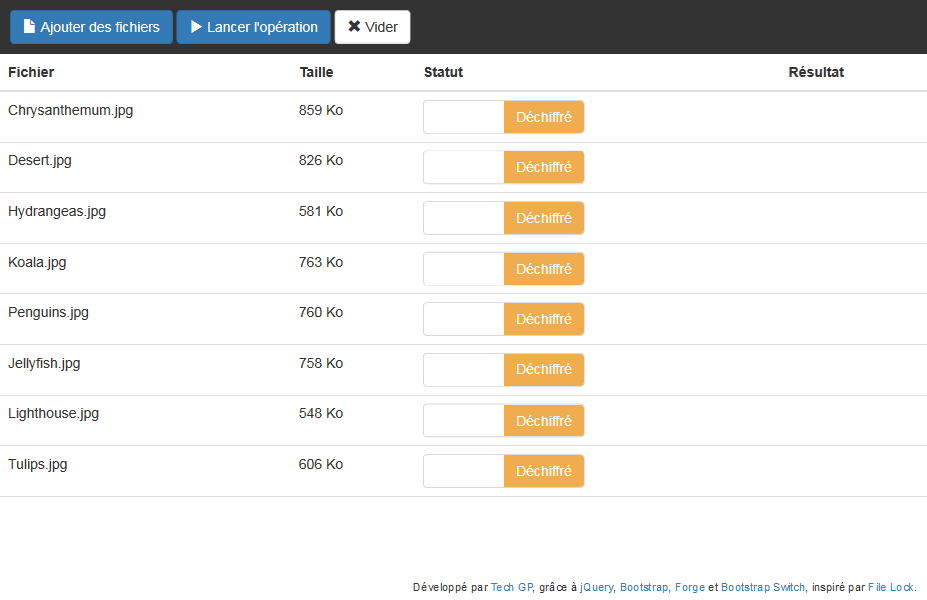 Ajouter des fichiers Lancer l'opération Vider
Fichier Taille Statut Résultat
Chrysanthemum.jpg 859 Ko Déchiffré
Desert.jpg 826 Ko Déchiffré
Hydrangeas.jpg 581 Ko Déchiffré
Koala.jpg 763 Ko Déchiffré
Penguins.jpg 760 Ko Déchiffré
Jellyfish.jpg 758 Ko Déchiffré
Lighthouse.jpg 548 Ko Déchiffré
Tulips.jpg 606 Ko Déchiffré
Développé par Tech GP, grâce à jQuery, Bootstrap, Forge et Bootstrap Switch, inspiré par File Lock.